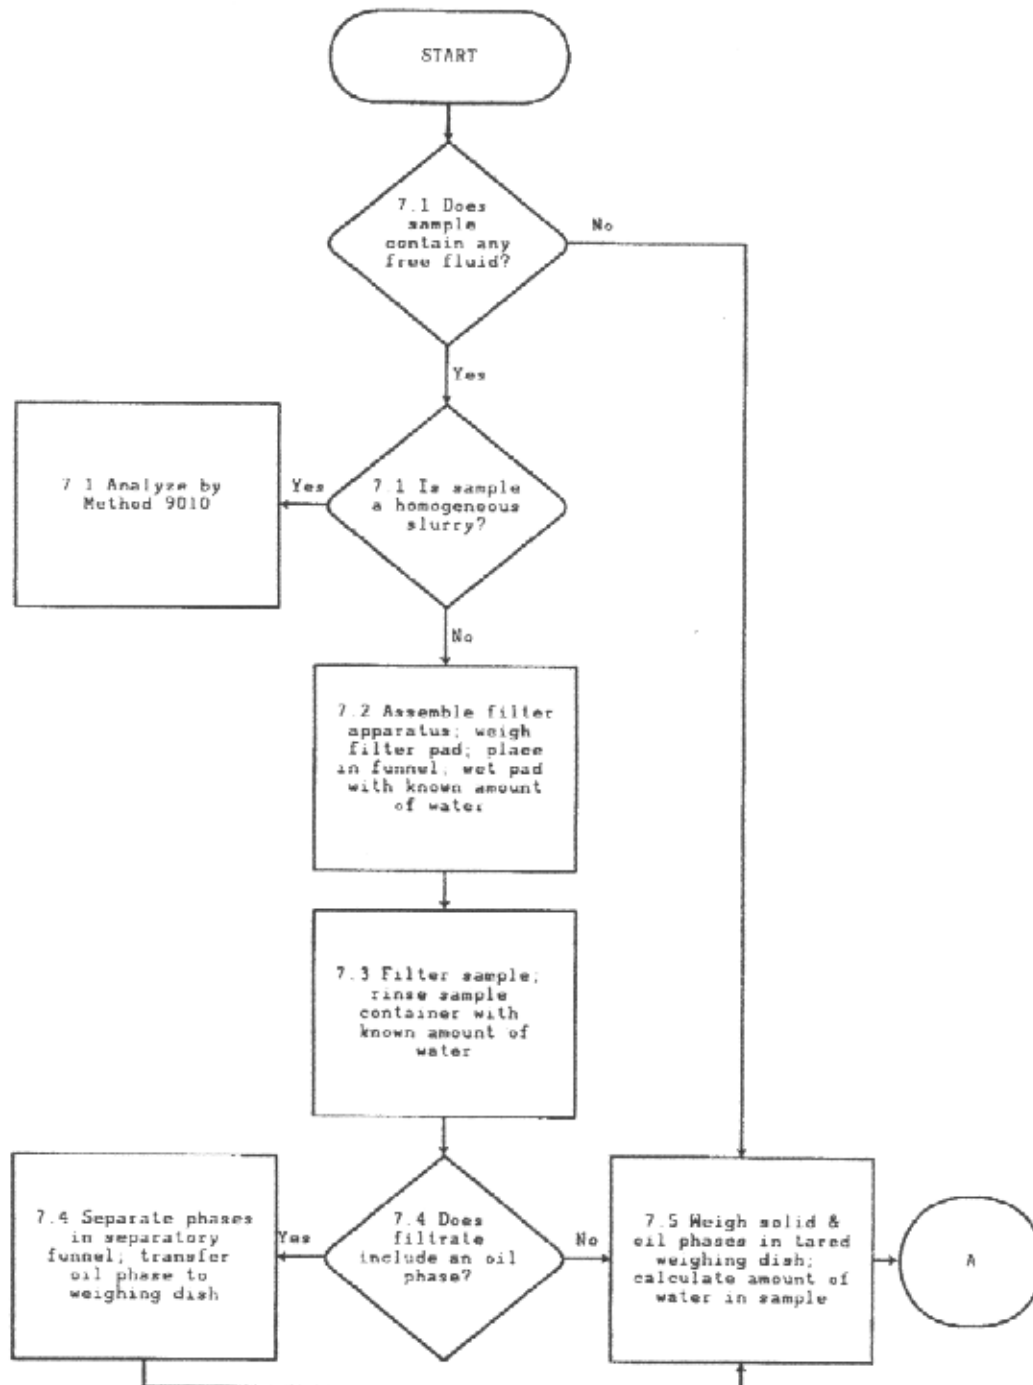 START
7.1 Does
sample
contain any
free fluid?
No
Yes
7 1 Analyze by
Method 9010
Yes
7.1 Is sample
a homogeneous
slurry?
No
7.2 Assemble filter
apparatus; weigh
filter pad; place
in funnel; wet pad
with known amount
of water
7.3 Filter sample;
rinse sample
container with
known amount of
water
7.4 Separate phases
in separatory
funnel; transfer
oil phase to
weighing dish
Yes
7.4 Does
filtrate
include an oil
phase?
No
7.5 Weigh solid &
oil phases in tared
weighing dish;
calculate amount of
water in sample
A